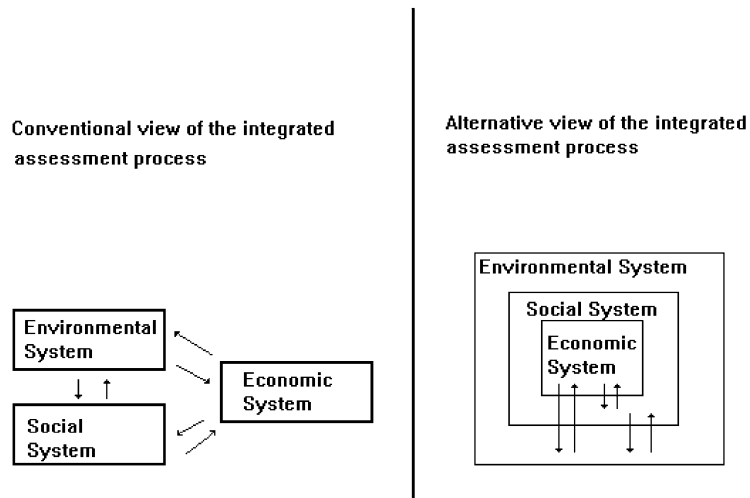 Conventional view of the integrated
assessment process
Environmental
System
Economic
System
Social
System
Alternative view of the integrated
assessment process
Environmental System
Social System
Economic
System